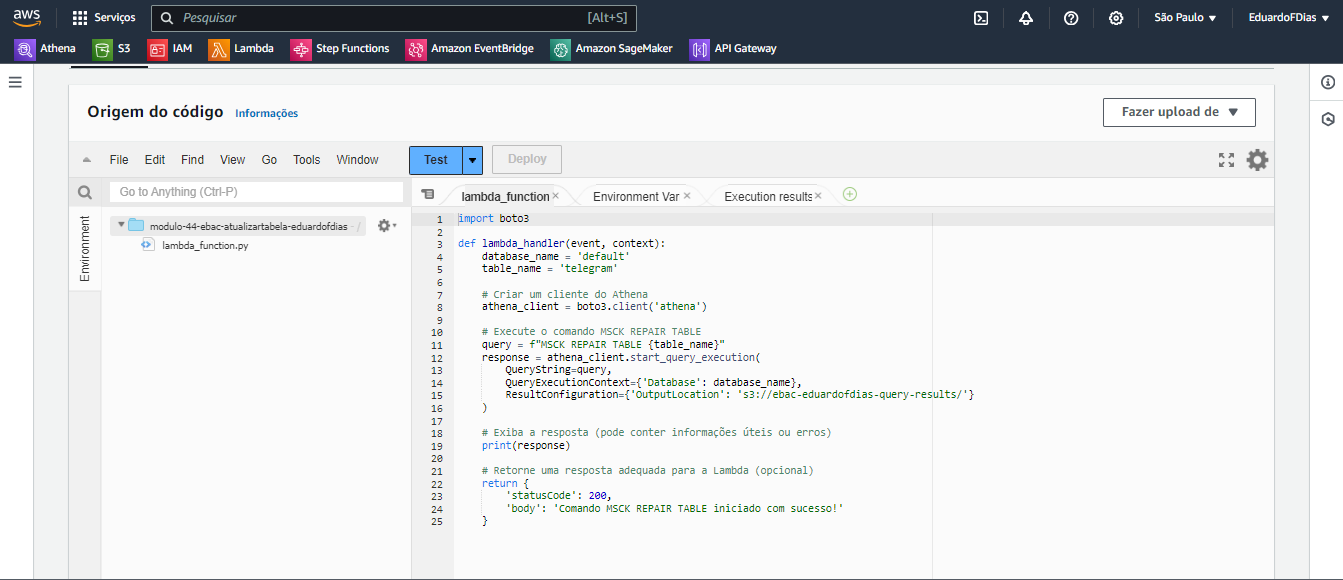 aws
Serviços
Pesquisar
[Alt+S]
São Paulo
EduardoFDias
Athena
S3
IAM
Lambda
Step Functions
Amazon EventBridge
Amazon SageMaker
API Gateway
Origem do código Informações
Fazer upload de
File Edit Find View Go Tools Window
Test
Deploy
Go to Anything (Ctrl-P)
lambda_function
Environment Var
Execution results
Environment
modulo-44-ebac-atualizartabela-eduardofdias - /
lambda_function.py
1 import boto3
2
3 def lambda_handler(event, context):
4     database_name = 'default'
5     table_name = 'telegram'
6
7     # Criar um cliente do Athena
8     athena_client = boto3.client('athena')
9
10
11     # Execute o comando MSCK REPAIR TABLE
    query = f"MSCK REPAIR TABLE {table_name}"
12     response = athena_client.start_query_execution(
13         QueryString=query,
14         QueryExecutionContext={'Database': database_name},
15         ResultConfiguration={'OutputLocation': 's3://ebac-eduardofdias-query-results/'}
16     )
17
18     # Exiba a resposta (pode conter informações úteis ou erros)
19     print(response)
20
21     # Retorne uma resposta adequada para a Lambda (opcional)
22     return {
23         'statusCode': 200,
24         'body': 'Comando MSCK REPAIR TABLE iniciado com sucesso!'
25     }